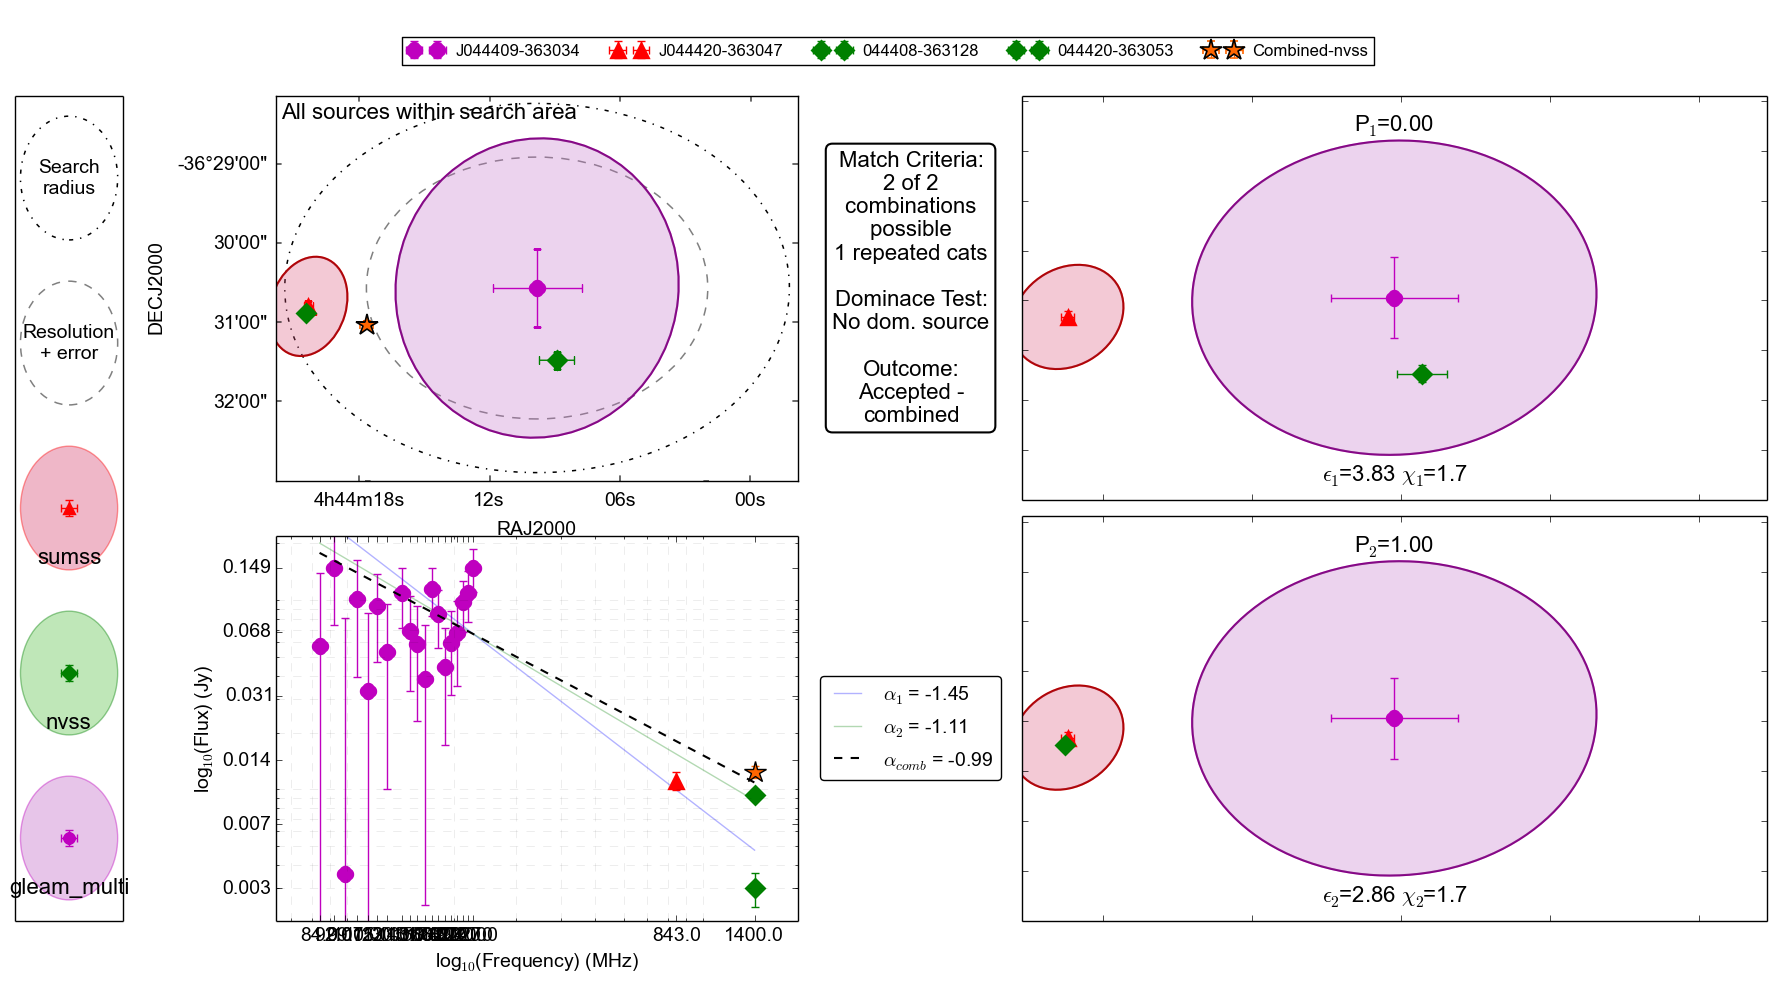 J044409-363034 J044420-363047 044408-363128 044420-363053 Combined-nvss
Search
radius
Resolution
+ error
sumss
nvss
gleam_multi
All sources within search area
DECJ2000
-36°29'00"
30'00"
31'00"
32'00"
4h44m18s 12s 06s 00s
RAJ2000
Match Criteria:
2 of 2
combinations
possible
1 repeated cats
Dominace Test:
No dom. source
Outcome:
Accepted -
combined
P₁=0.00
ϵ₁=3.83 χ₁=1.7
P₂=1.00
ϵ₂=2.86 χ₂=1.7
log₁₀(Flux) (Jy)
0.149
0.068
0.031
0.014
0.007
0.003
843.0 1400.0
log₁₀(Frequency) (MHz)
α₁ = -1.45
α₂ = -1.11
α_comb = -0.99